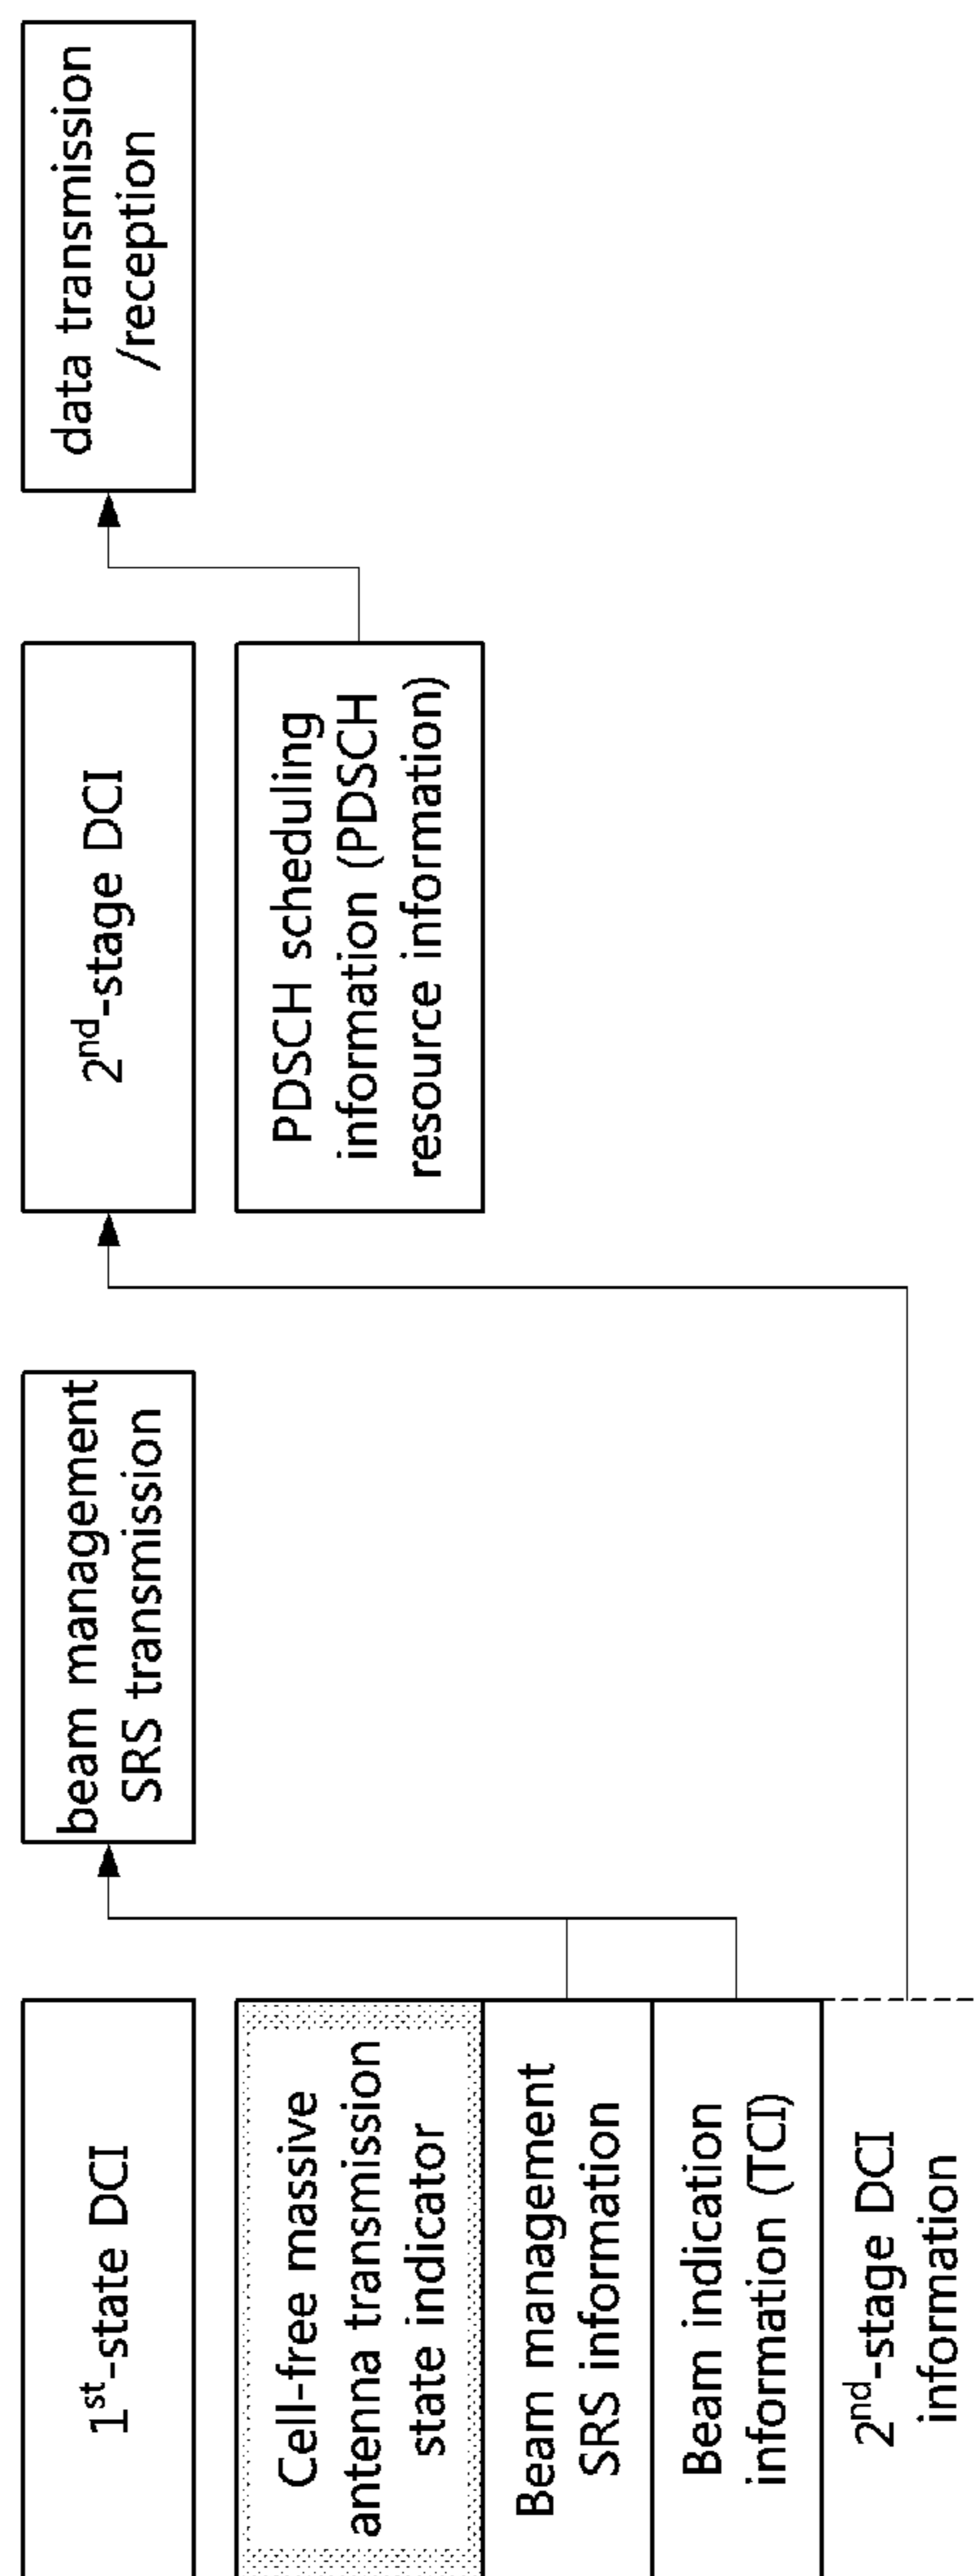 1st-state DCI
Cell-free massive
antenna transmission
state indicator
Beam management
SRS information
Beam indication
information (TCI)
2nd-stage DCI
information
beam management
SRS transmission
2nd-stage DCI
PDSCH scheduling
information (PDSCH
resource information)
data transmission
/reception